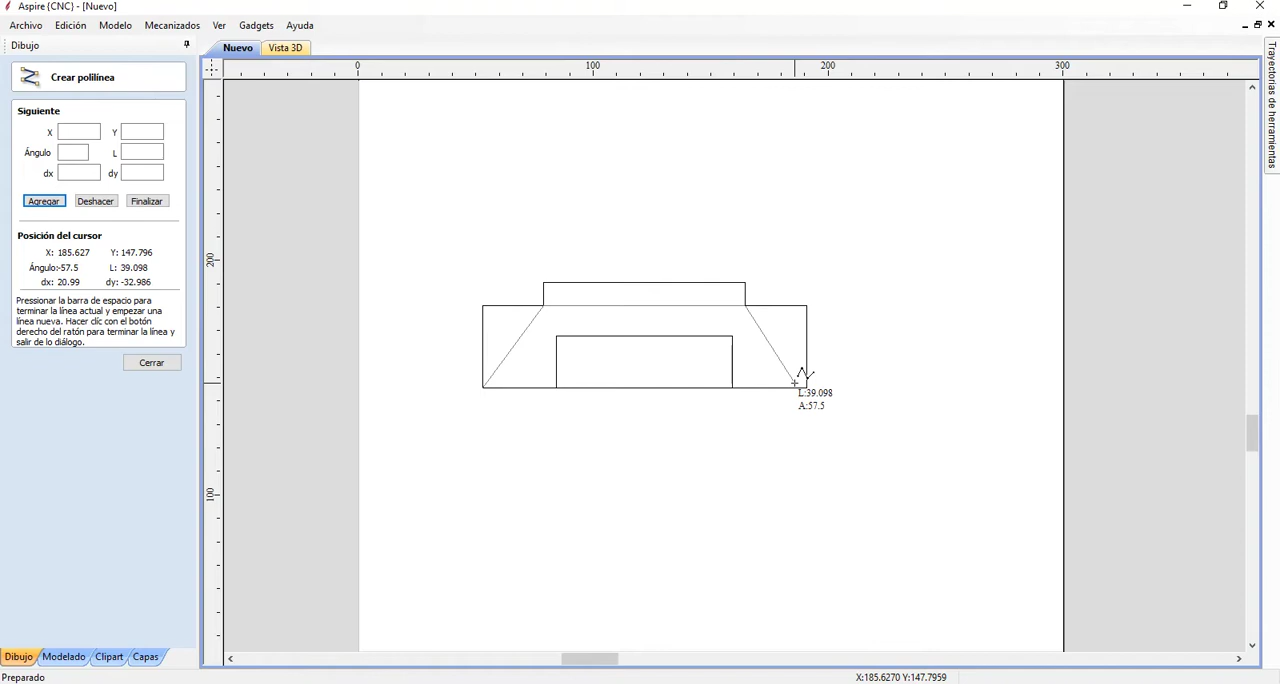 Aspire {CNC} - [Nuevo]
Archivo Edición Modelo Mecanizados Ver Gadgets Ayuda
Dibujo
Nuevo Vista 3D
Crear polilínea
0 100 200 300
Siguiente
X Y
Ángulo L
dx dy
Agregar Deshacer Finalizar
Posición del cursor
X: 185.627 Y: 147.796
Ángulo:-57.5 L: 39.098
dx: 20.99 dy: -32.986
Presionar la barra de espacio para
terminar la línea actual y empezar una
línea nueva. Hacer clic con el botón
derecho del ratón para terminar la línea y
salir de lo diálogo.
Cerrar
200
100
L:39.098
A:57.5
Trayectorias de herramientas
Dibujo Modelado Clipart Capas
Preparado
X:185.6270 Y:147.7959